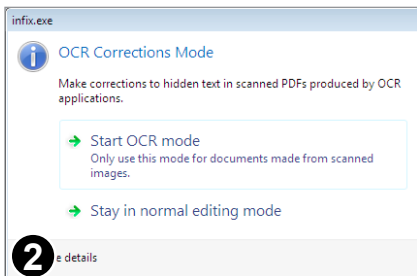 infix.exe
OCR Corrections Mode
Make corrections to hidden text in scanned PDFs produced by OCR
applications.
Start OCR mode
Only use this mode for documents made from scanned
images.
Stay in normal editing mode
2
details